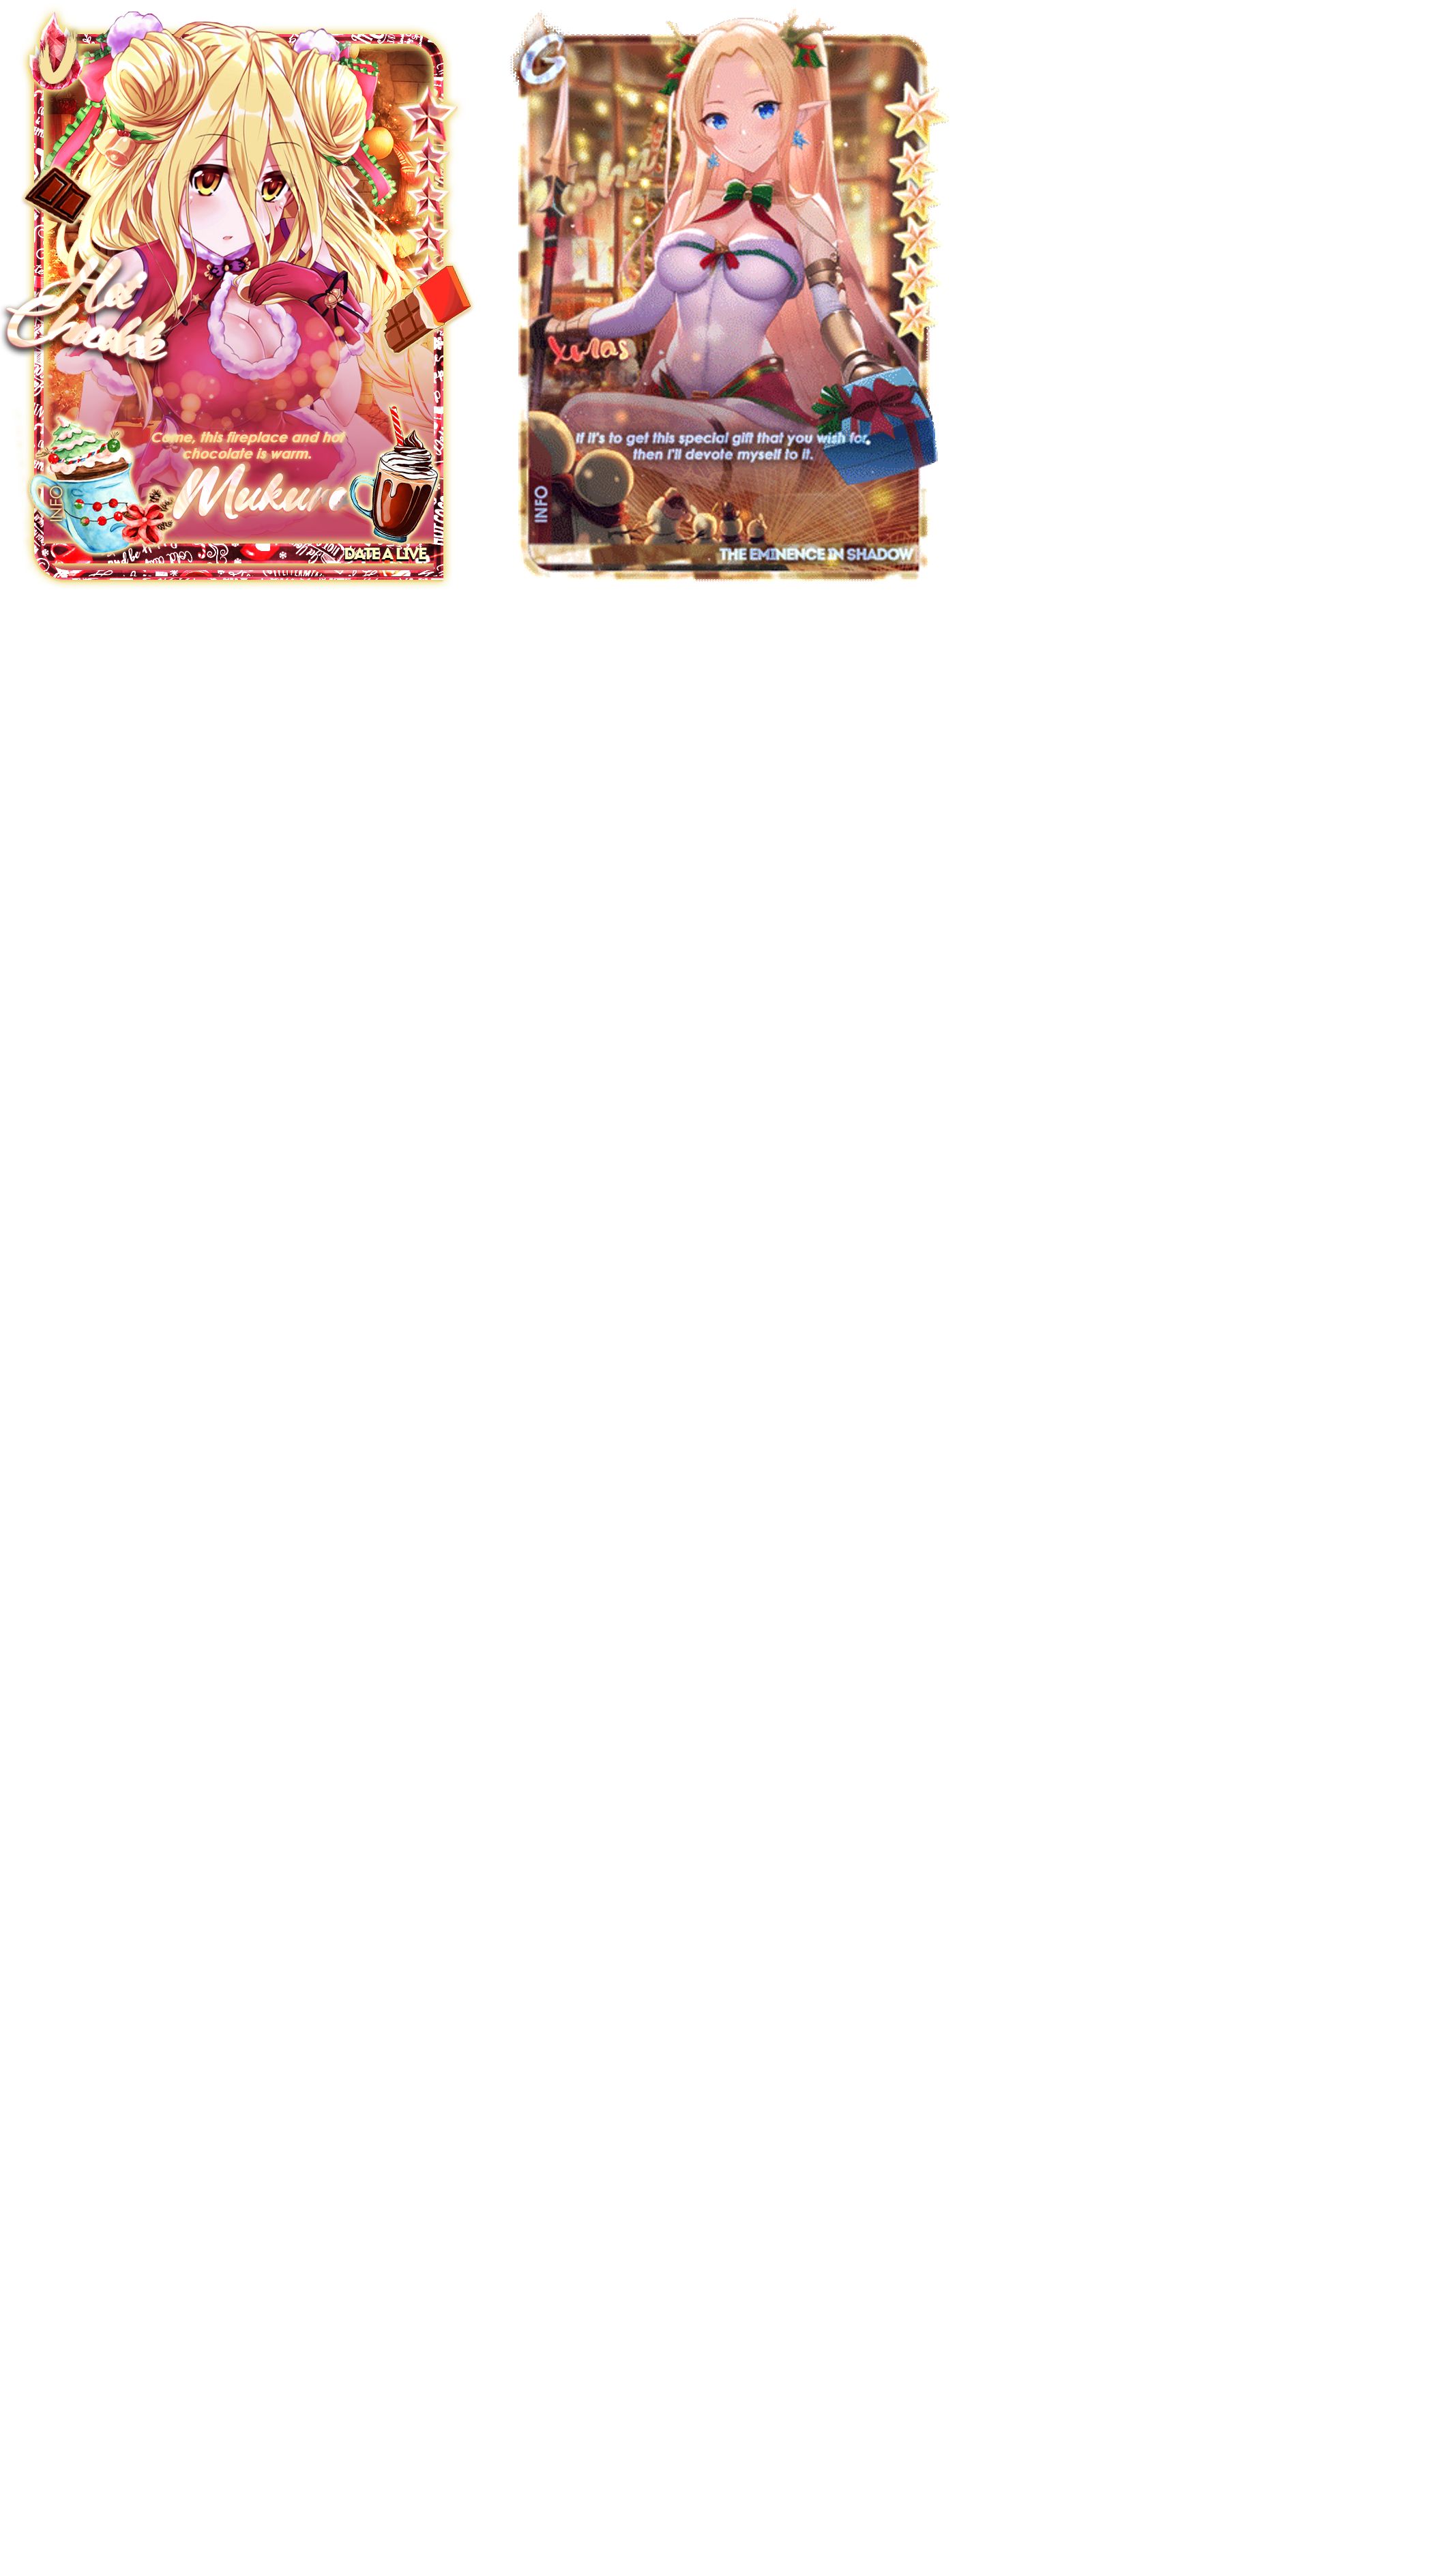 Hot
Chocolate
Come, this fireplace and hot
chocolate is warm.
Mukuro
INFO
DATE A LIVE
G
Xmas
If it's to get this special gift that you wish for,
then I'll devote myself to it.
INFO
THE EMINENCE IN SHADOW